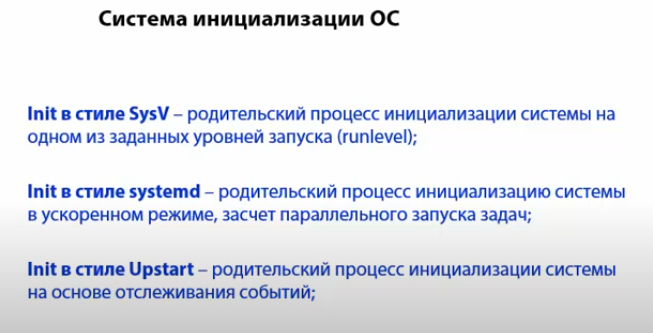 Система инициализации ОС
Init в стиле SysV – родительский процесс инициализации системы на
одном из заданных уровней запуска (runlevel);
Init в стиле systemd – родительский процесс инициализацию системы
в ускоренном режиме, засчет параллельного запуска задач;
Init в стиле Upstart – родительский процесс инициализации системы
на основе отслеживания событий;